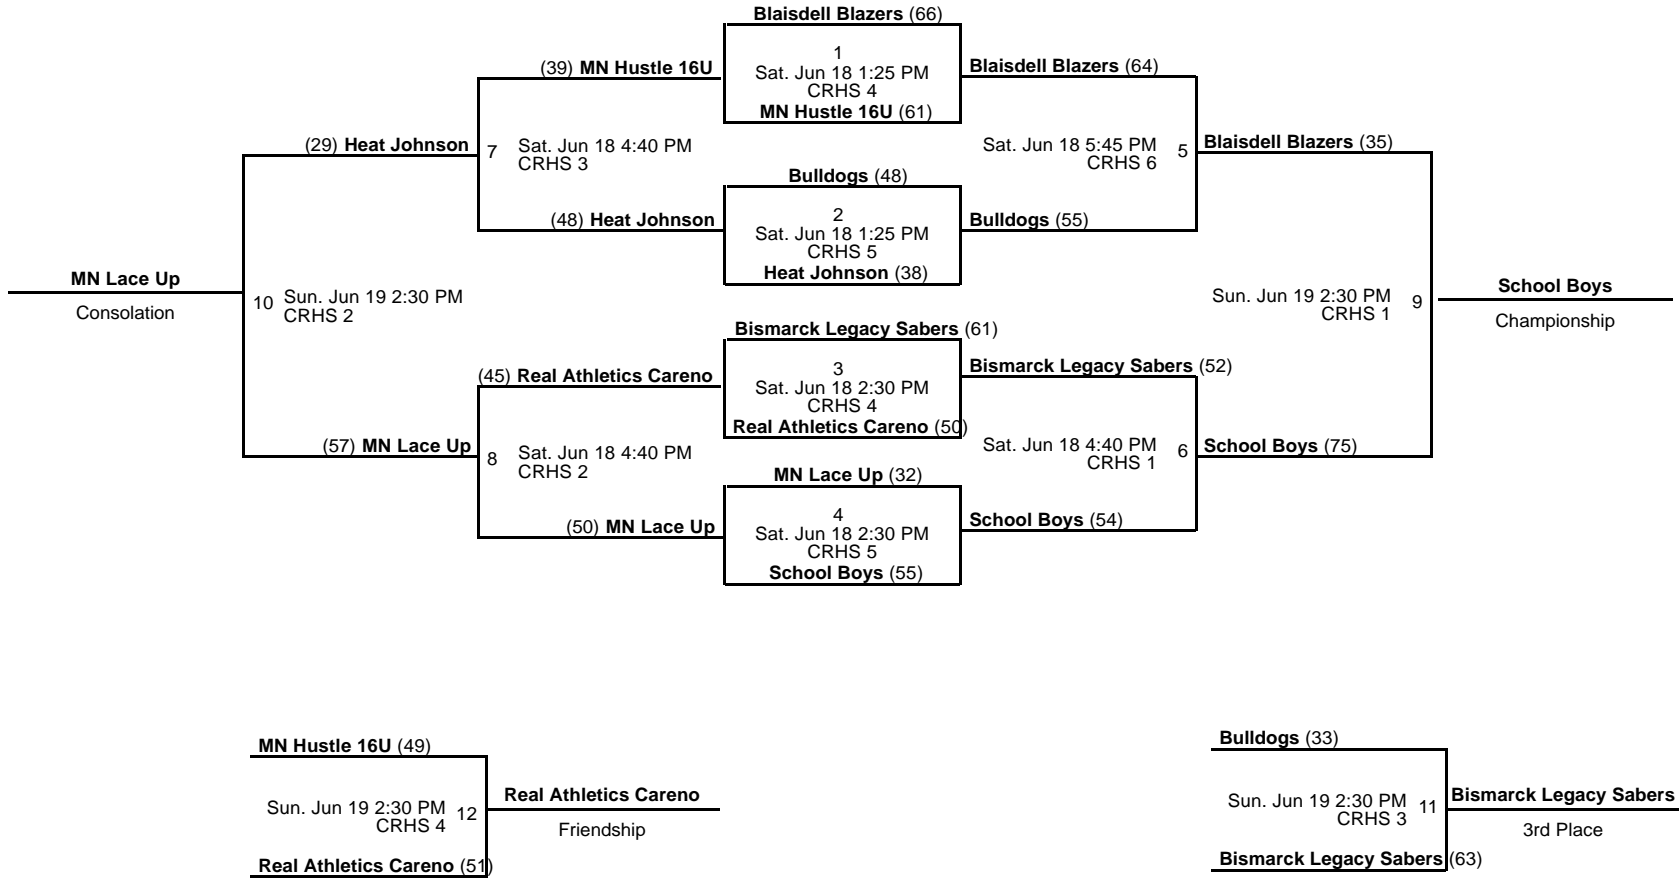 Blaisdell Blazers (66)
1
Sat. Jun 18 1:25 PM
CRHS 4
MN Hustle 16U (61)
(39) MN Hustle 16U
Blaisdell Blazers (64)
(29) Heat Johnson
7
Sat. Jun 18 4:40 PM
CRHS 3
Sat. Jun 18 5:45 PM
CRHS 6
5
Blaisdell Blazers (35)
Bulldogs (48)
2
Sat. Jun 18 1:25 PM
CRHS 5
Heat Johnson (38)
(48) Heat Johnson
Bulldogs (55)
MN Lace Up
Consolation
10
Sun. Jun 19 2:30 PM
CRHS 2
Sun. Jun 19 2:30 PM
CRHS 1
9
School Boys
Championship
Bismarck Legacy Sabers (61)
3
Sat. Jun 18 2:30 PM
CRHS 4
Real Athletics Careno (50)
(45) Real Athletics Careno
Bismarck Legacy Sabers (52)
(57) MN Lace Up
8
Sat. Jun 18 4:40 PM
CRHS 2
Sat. Jun 18 4:40 PM
CRHS 1
6
School Boys (75)
MN Lace Up (32)
4
Sat. Jun 18 2:30 PM
CRHS 5
School Boys (55)
(50) MN Lace Up
School Boys (54)
MN Hustle 16U (49)
Sun. Jun 19 2:30 PM
CRHS 4
12
Real Athletics Careno (51)
Real Athletics Careno
Friendship
Bulldogs (33)
Sun. Jun 19 2:30 PM
CRHS 3
11
Bismarck Legacy Sabers (63)
Bismarck Legacy Sabers
3rd Place